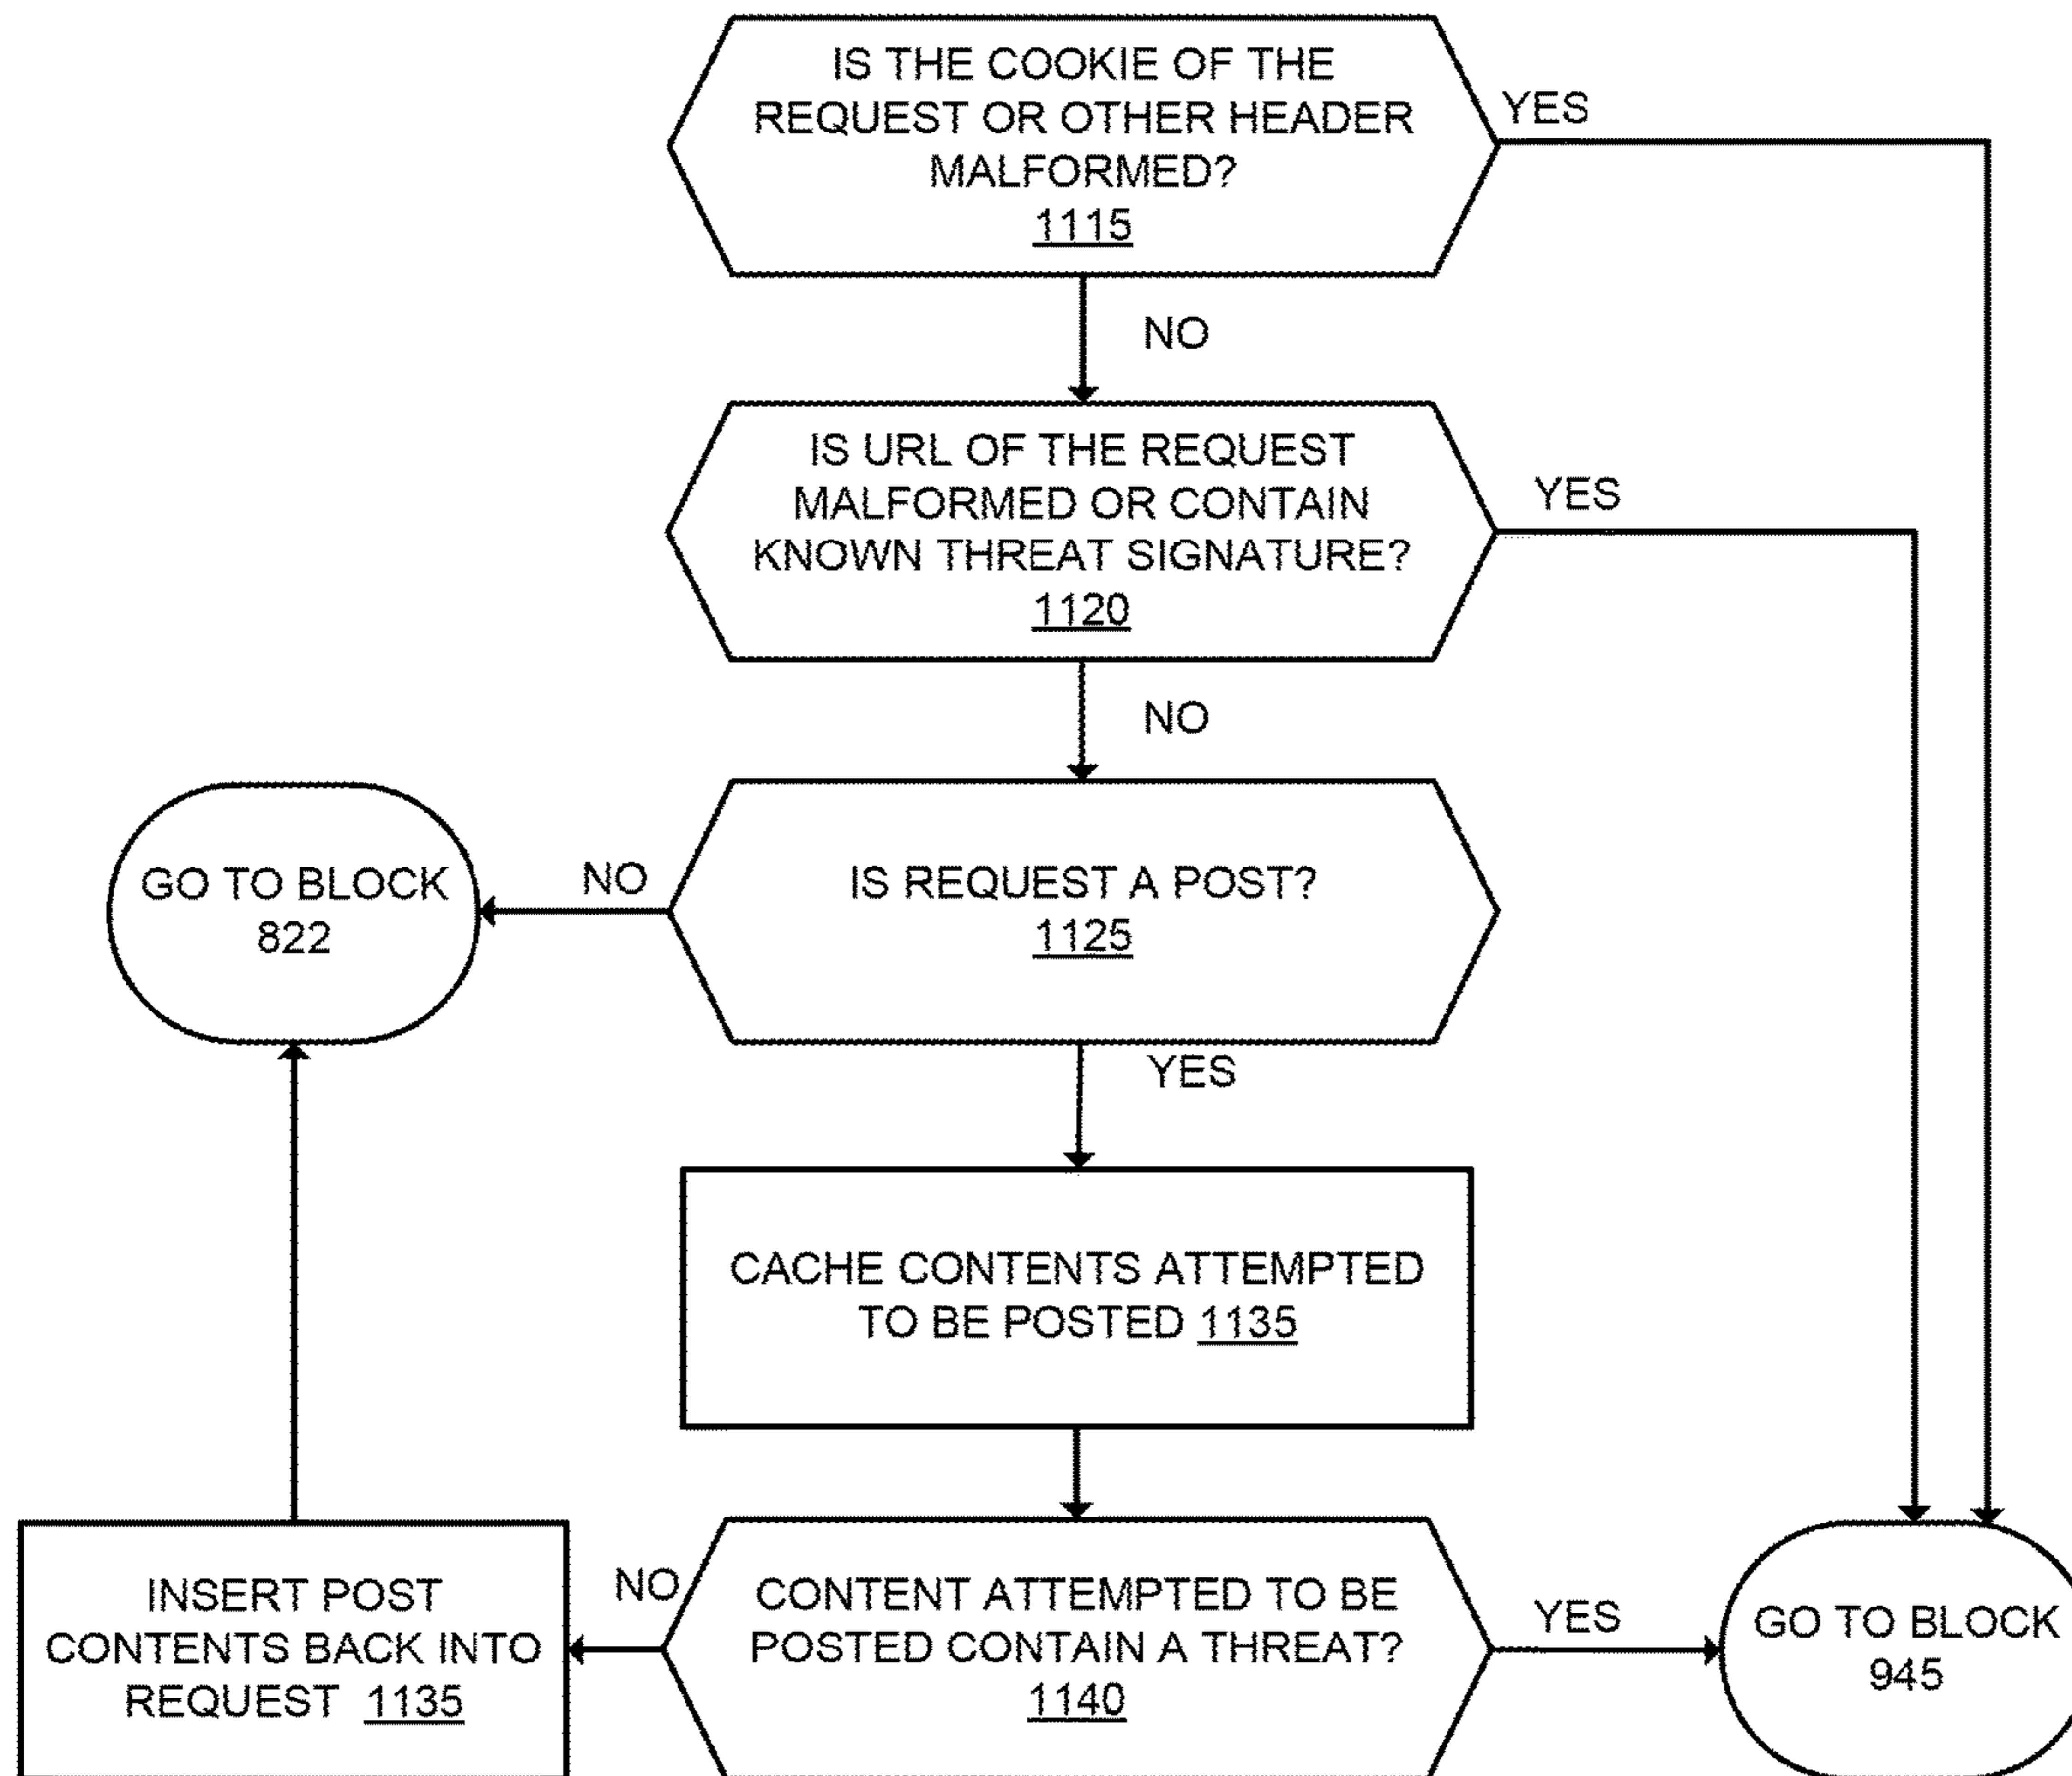 IS THE COOKIE OF THE
REQUEST OR OTHER HEADER
MALFORMED?
1115
YES
NO
IS URL OF THE REQUEST
MALFORMED OR CONTAIN
KNOWN THREAT SIGNATURE?
1120
YES
NO
GO TO BLOCK
822
NO
IS REQUEST A POST?
1125
YES
CACHE CONTENTS ATTEMPTED
TO BE POSTED 1135
INSERT POST
CONTENTS BACK INTO
REQUEST 1135
NO
CONTENT ATTEMPTED TO BE
POSTED CONTAIN A THREAT?
1140
YES
GO TO BLOCK
945